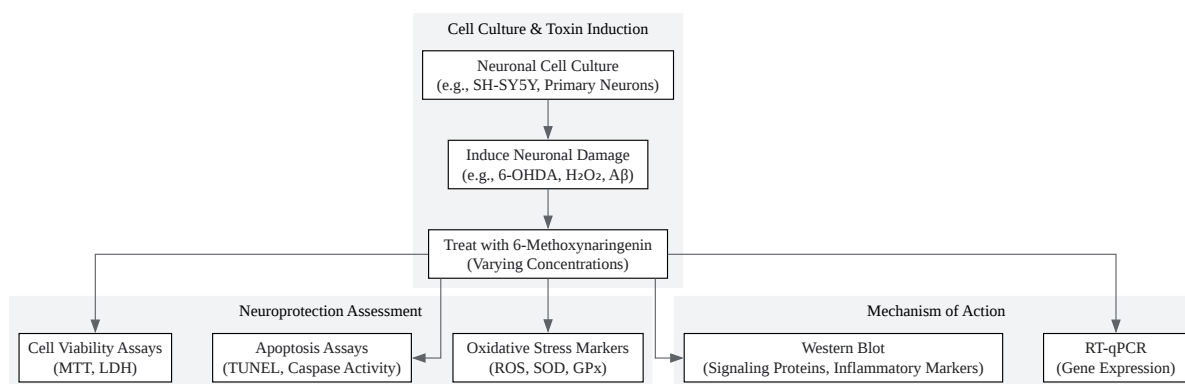 Cell Culture & Toxin Induction
Neuronal Cell Culture
(e.g., SH-SY5Y, Primary Neurons)
Induce Neuronal Damage
(e.g., 6-OHDA, H₂O₂, Aβ)
Treat with 6-Methoxynaringenin
(Varying Concentrations)
Neuroprotection Assessment
Mechanism of Action
Cell Viability Assays
(MTT, LDH)
Apoptosis Assays
(TUNEL, Caspase Activity)
Oxidative Stress Markers
(ROS, SOD, GPx)
Western Blot
(Signaling Proteins, Inflammatory Markers)
RT-qPCR
(Gene Expression)